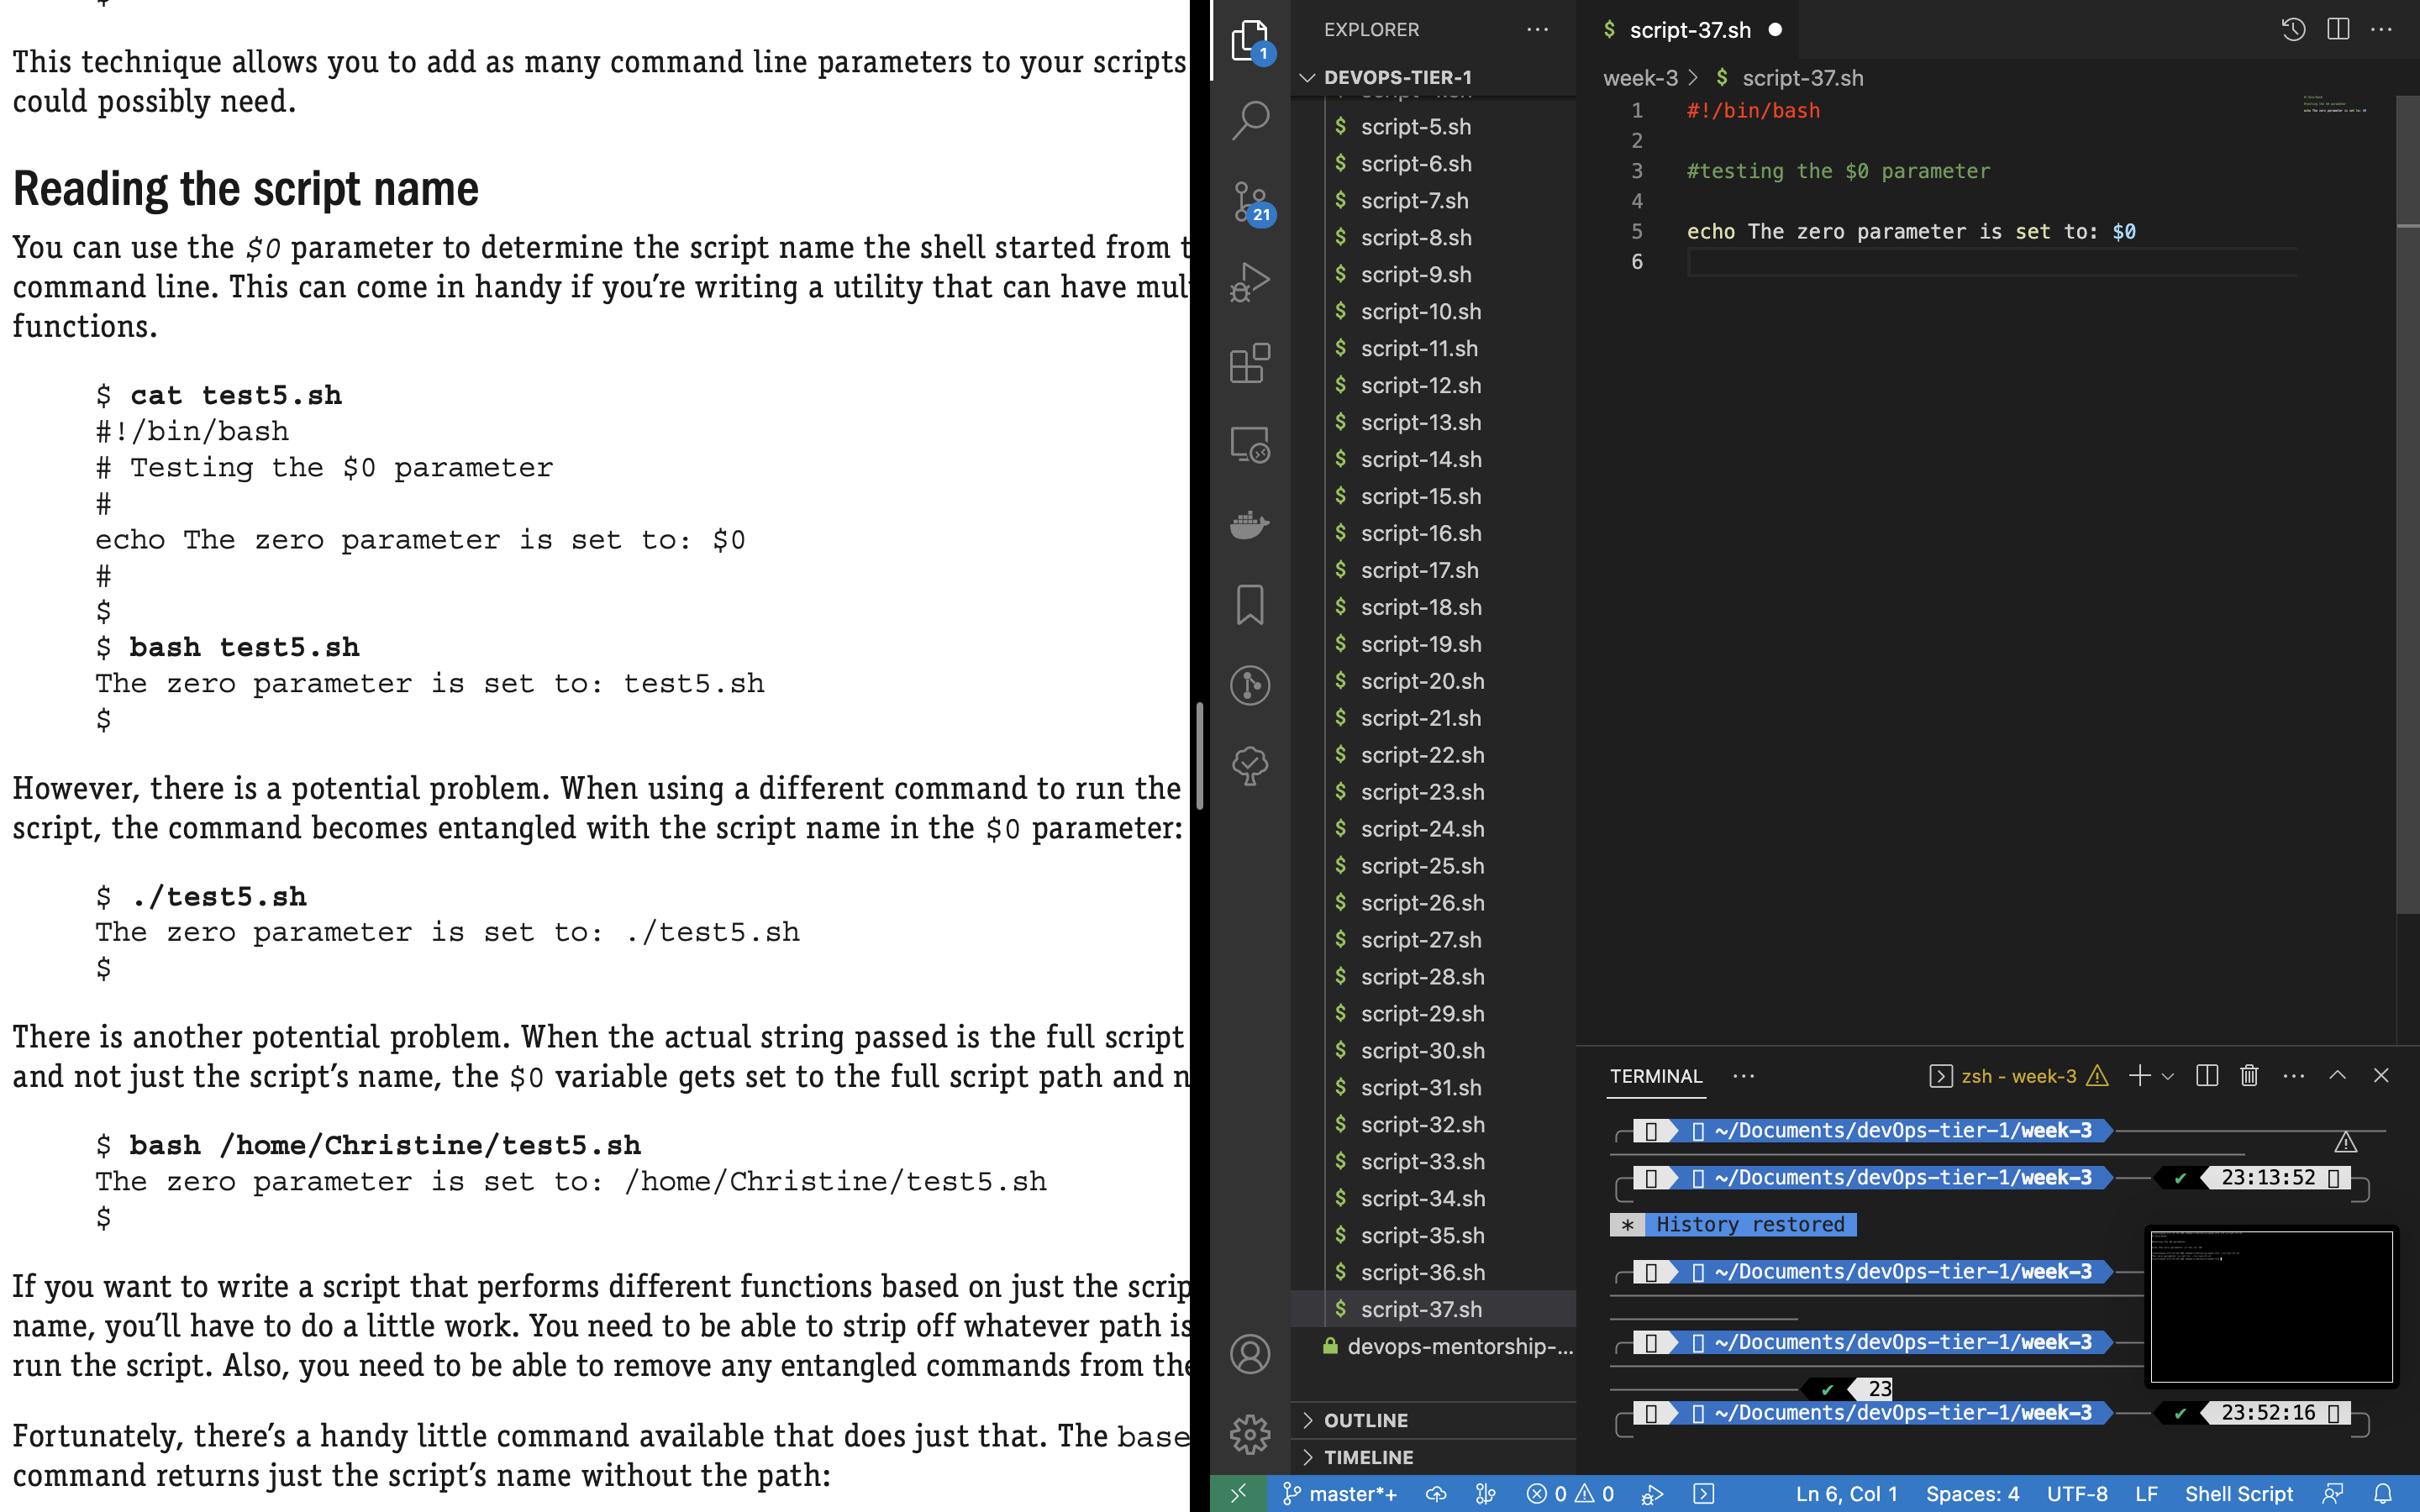 $
This technique allows you to add as many command line parameters to your scripts
could possibly need.
Reading the script name
You can use the $0 parameter to determine the script name the shell started from
command line. This can come in handy if you're writing a utility that can have
functions.
$ cat test5.sh
#!/bin/bash
# Testing the $0 parameter
#
echo The zero parameter is set to: $0
#
$
$ bash test5.sh
The zero parameter is set to: test5.sh
$
However, there is a potential problem. When using a different command to run the
script, the command becomes entangled with the script name in the $0 parameter:
$ ./test5.sh
The zero parameter is set to: ./test5.sh
$
There is another potential problem. When the actual string passed is the full script
and not just the script's name, the $0 variable gets set to the full script path and
$ bash /home/Christine/test5.sh
The zero parameter is set to: /home/Christine/test5.sh
$
If you want to write a script that performs different functions based on just the
name, you'll have to do a little work. You need to be able to strip off whatever path is
run the script. Also, you need to be able to remove any entangled commands from
Fortunately, there's a handy little command available that does just that. The base
command returns just the script's name without the path:
1
21
EXPLORER
DEVOPS-TIER-1
$ script-5.sh
$ script-6.sh
$ script-7.sh
$ script-8.sh
$ script-9.sh
$ script-10.sh
$ script-11.sh
$ script-12.sh
$ script-13.sh
$ script-14.sh
$ script-15.sh
$ script-16.sh
$ script-17.sh
$ script-18.sh
$ script-19.sh
$ script-20.sh
$ script-21.sh
$ script-22.sh
$ script-23.sh
$ script-24.sh
$ script-25.sh
$ script-26.sh
$ script-27.sh
$ script-28.sh
$ script-29.sh
$ script-30.sh
$ script-31.sh
$ script-32.sh
$ script-33.sh
$ script-34.sh
$ script-35.sh
$ script-36.sh
$ script-37.sh
devops-mentorship-...
OUTLINE
TIMELINE
$ script-37.sh
week-3 > $ script-37.sh
1 #!/bin/bash
2
3 #testing the $0 parameter
4
5 echo The zero parameter is set to: $0
6
TERMINAL
zsh - week-3
~/Documents/devOps-tier-1/week-3
~/Documents/devOps-tier-1/week-3 ✔ 23:13:52
* History restored
~/Documents/devOps-tier-1/week-3
~/Documents/devOps-tier-1/week-3
✔ 23
~/Documents/devOps-tier-1/week-3 ✔ 23:52:16
master*+ 0 0 Ln 6, Col 1 Spaces: 4 UTF-8 LF Shell Script